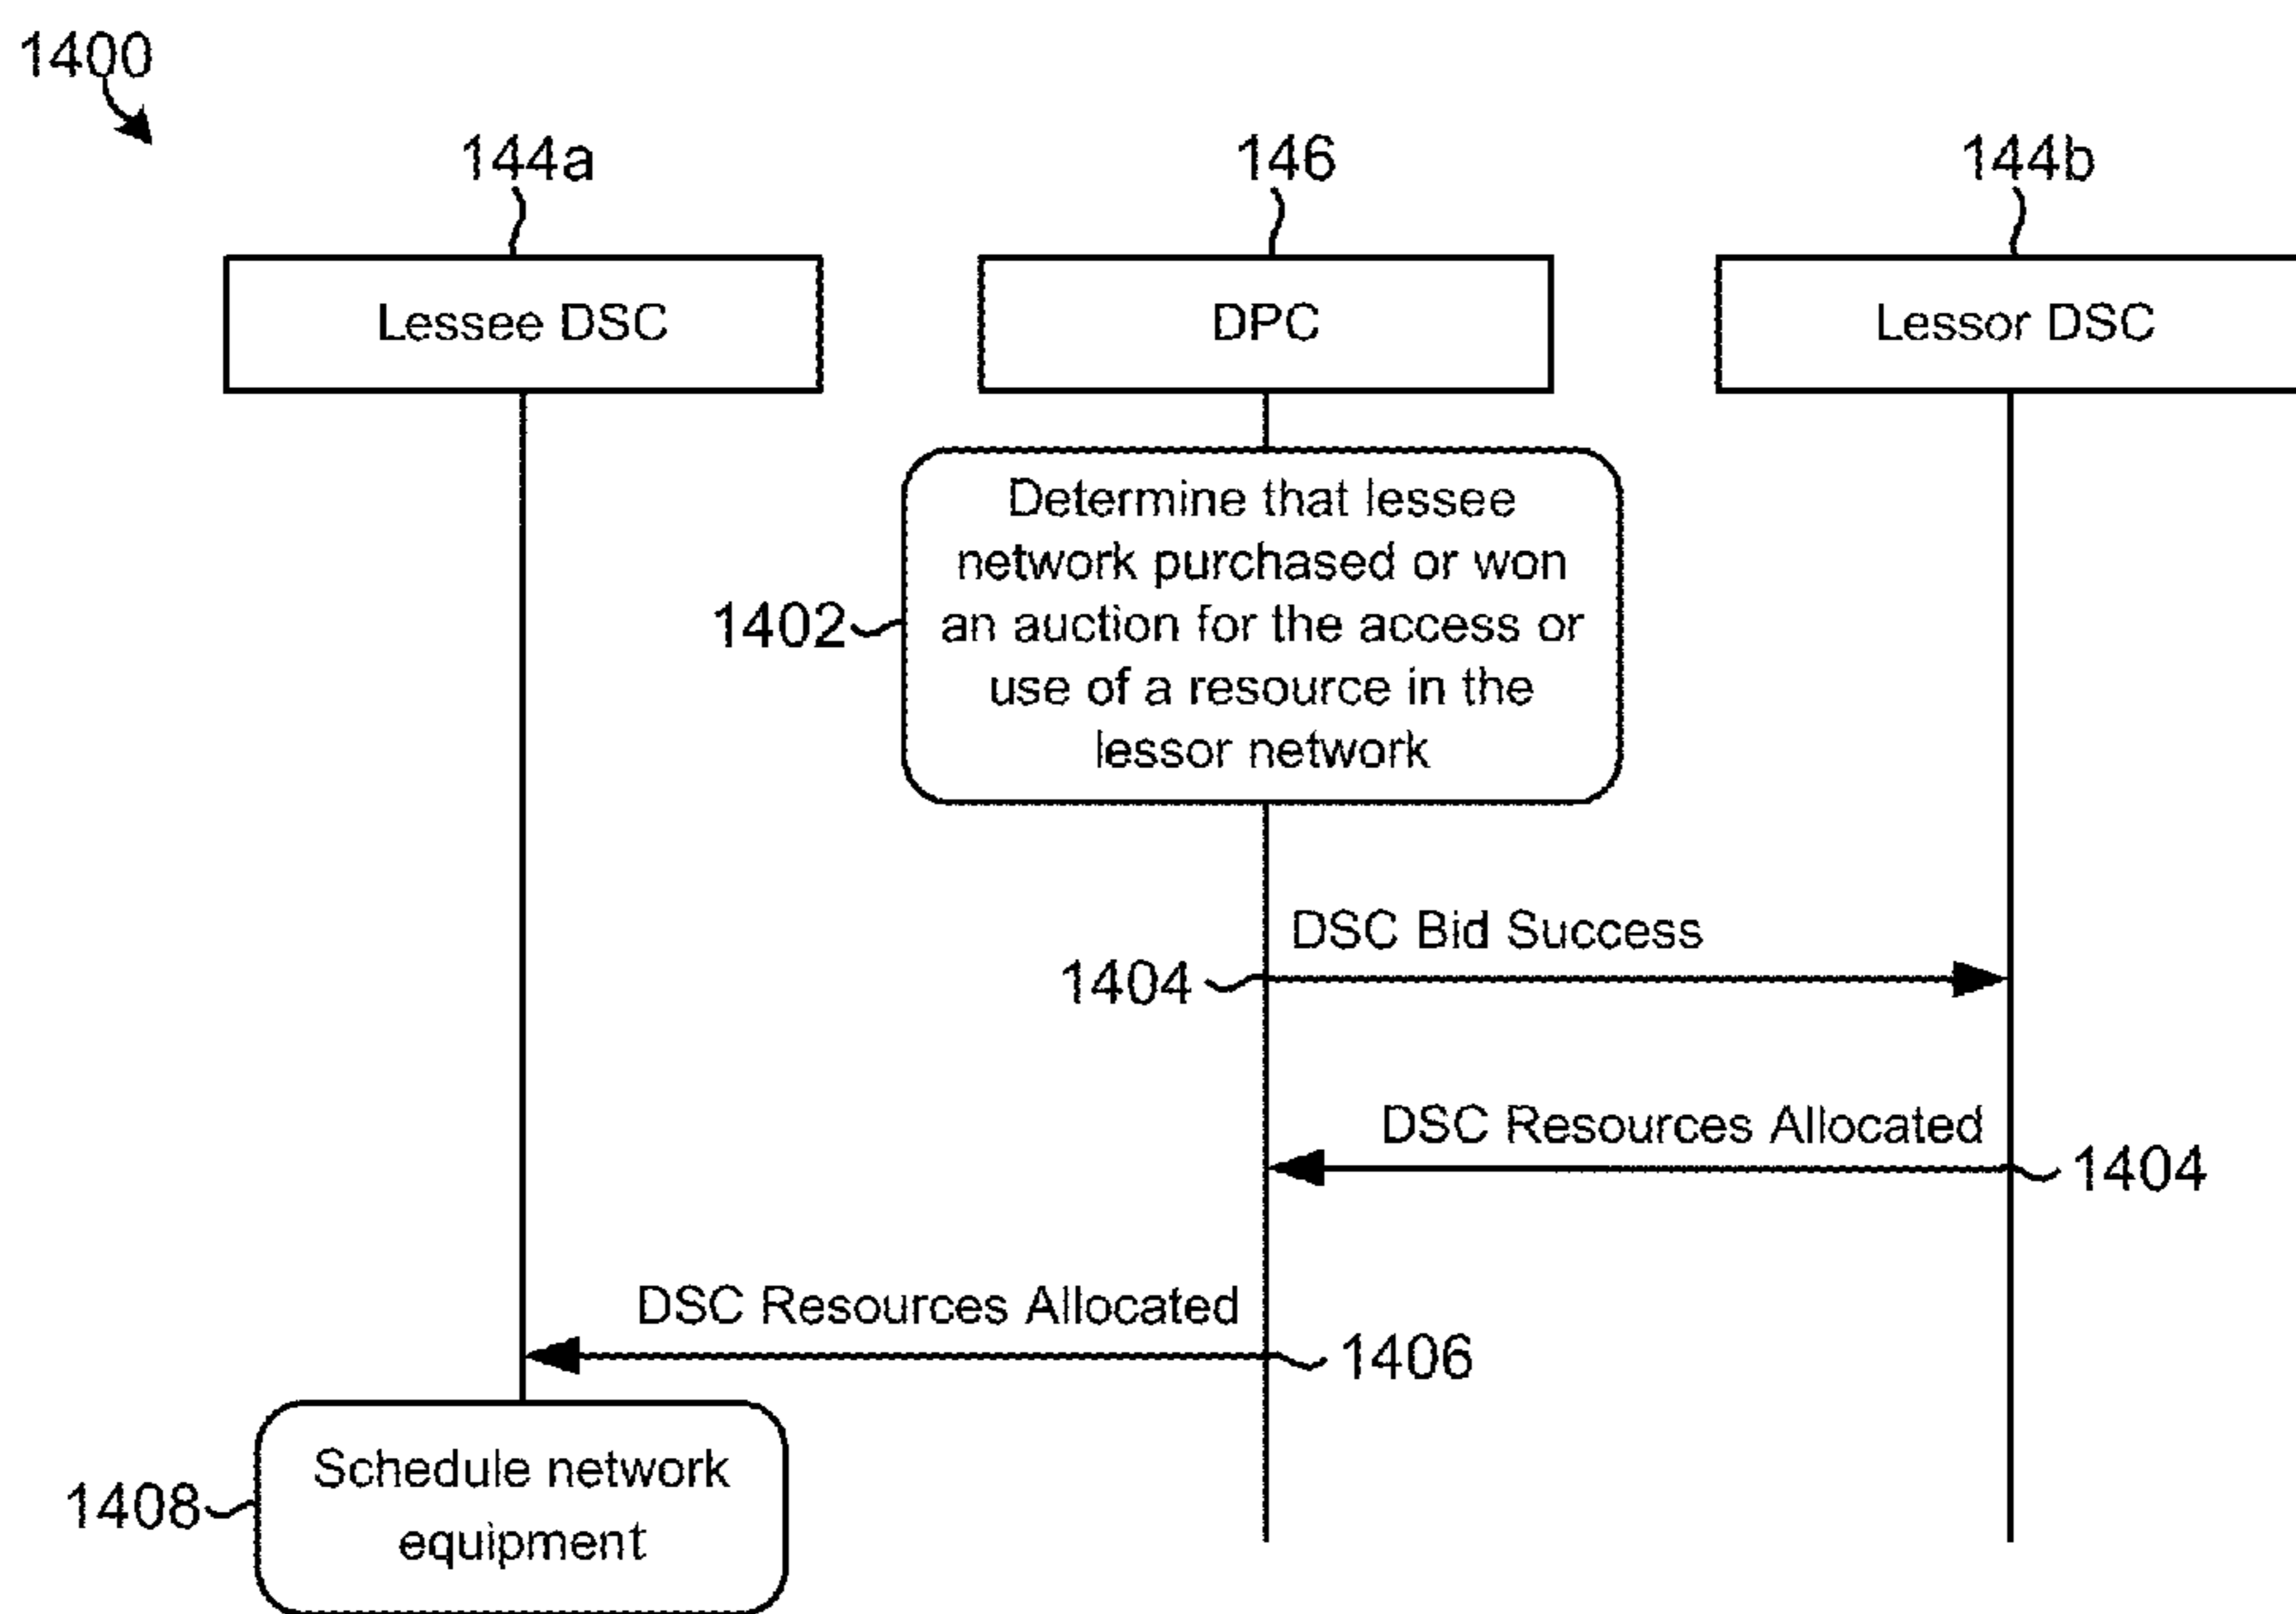 1400
144a
146
144b
Lessee DSC
DPC
Lessor DSC
Determine that lessee
network purchased or won
an auction for the access or
use of a resource in the
lessor network
1402
DSC Bid Success
1404
DSC Resources Allocated
1404
DSC Resources Allocated
1406
Schedule network
equipment
1408